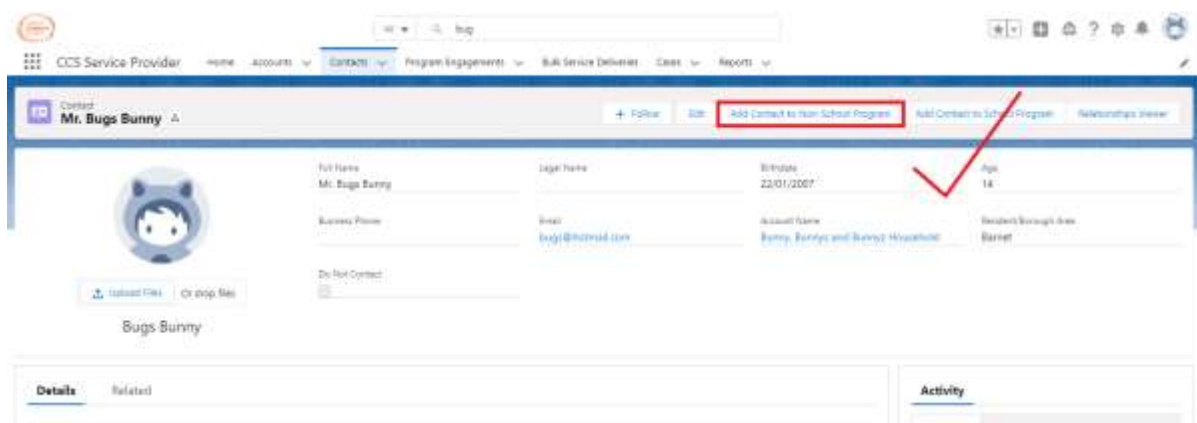 bug
CCS Service Provider Home Accounts Contacts Program Engagements Bulk Service Deliveries Cases Reports
Contact
Mr. Bugs Bunny
+ Follow Edit Add Contact to Non School Program Add Contact to School Program Relationships Viewer
Full Name Legal Name Birthdate Age
Mr. Bugs Bunny 22/01/2007 14
Business Phone Email Account Name Resident Borough Area
bugs@hotmail.com Bunny, Bunnys and Bunnyz Household Barnet
Do Not Contact
Upload Files Or drop files
Bugs Bunny
Details Related Activity